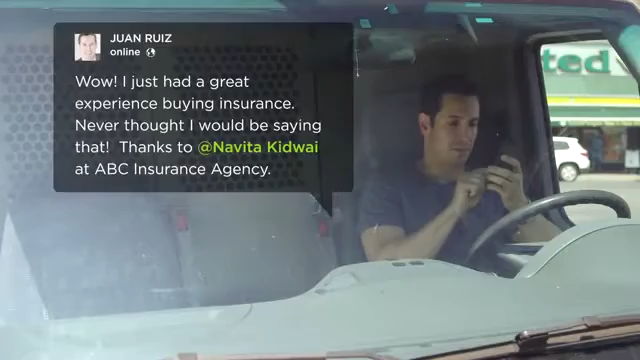 JUAN RUIZ
online
Wow! I just had a great
experience buying insurance.
Never thought I would be saying
that!  Thanks to @Navita Kidwai
at ABC Insurance Agency.